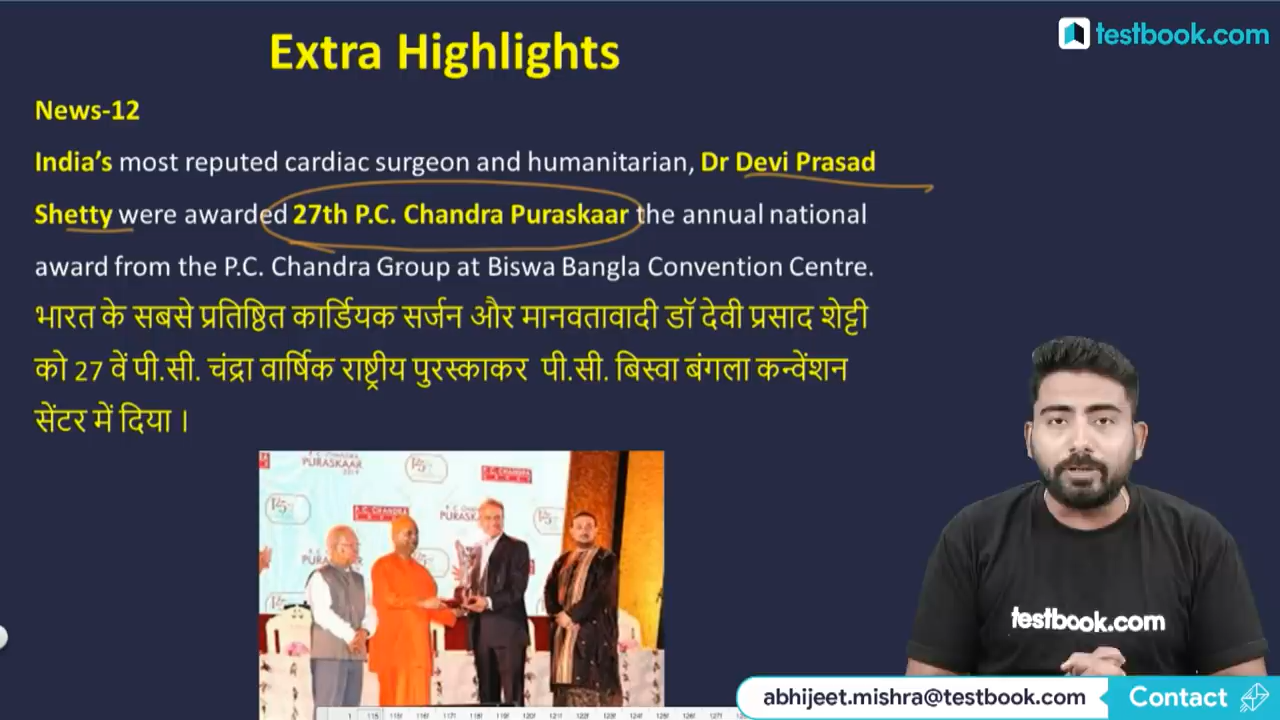 Extra Highlights
testbook.com
News-12
India's most reputed cardiac surgeon and humanitarian, Dr Devi Prasad
Shetty were awarded 27th P.C. Chandra Puraskaar the annual national
award from the P.C. Chandra Group at Biswa Bangla Convention Centre.
भारत के सबसे प्रतिष्ठित कार्डियक सर्जन और मानवतावादी डॉ देवी प्रसाद शेट्टी
को 27 वें पी.सी. चंद्रा वार्षिक राष्ट्रीय पुरस्काकर पी.सी. बिस्वा बंगला कन्वेंशन
सेंटर में दिया ।
P.C. CHANDRA
PURASKAAR
2019
testbook.com
abhijeet.mishra@testbook.com
Contact